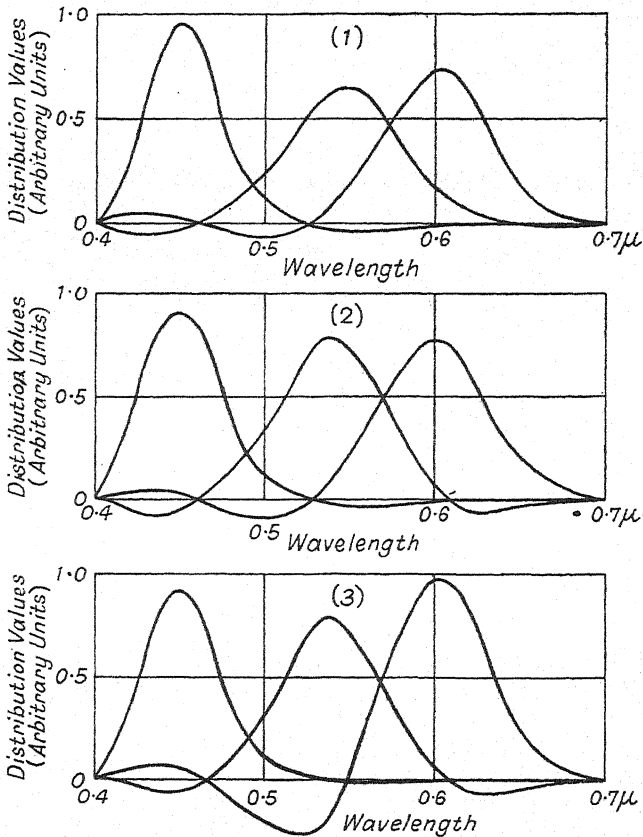 Distribution Values
(Arbitrary Units)
1.0
(1)
0.5
0
0.4
0.5
0.6
0.7μ
Wavelength
Distribution Values
(Arbitrary Units)
1.0
(2)
0.5
0
0.4
0.5
0.6
0.7μ
Wavelength
Distribution Values
(Arbitrary Units)
1.0
(3)
0.5
0
0.4
0.5
0.6
0.7μ
Wavelength